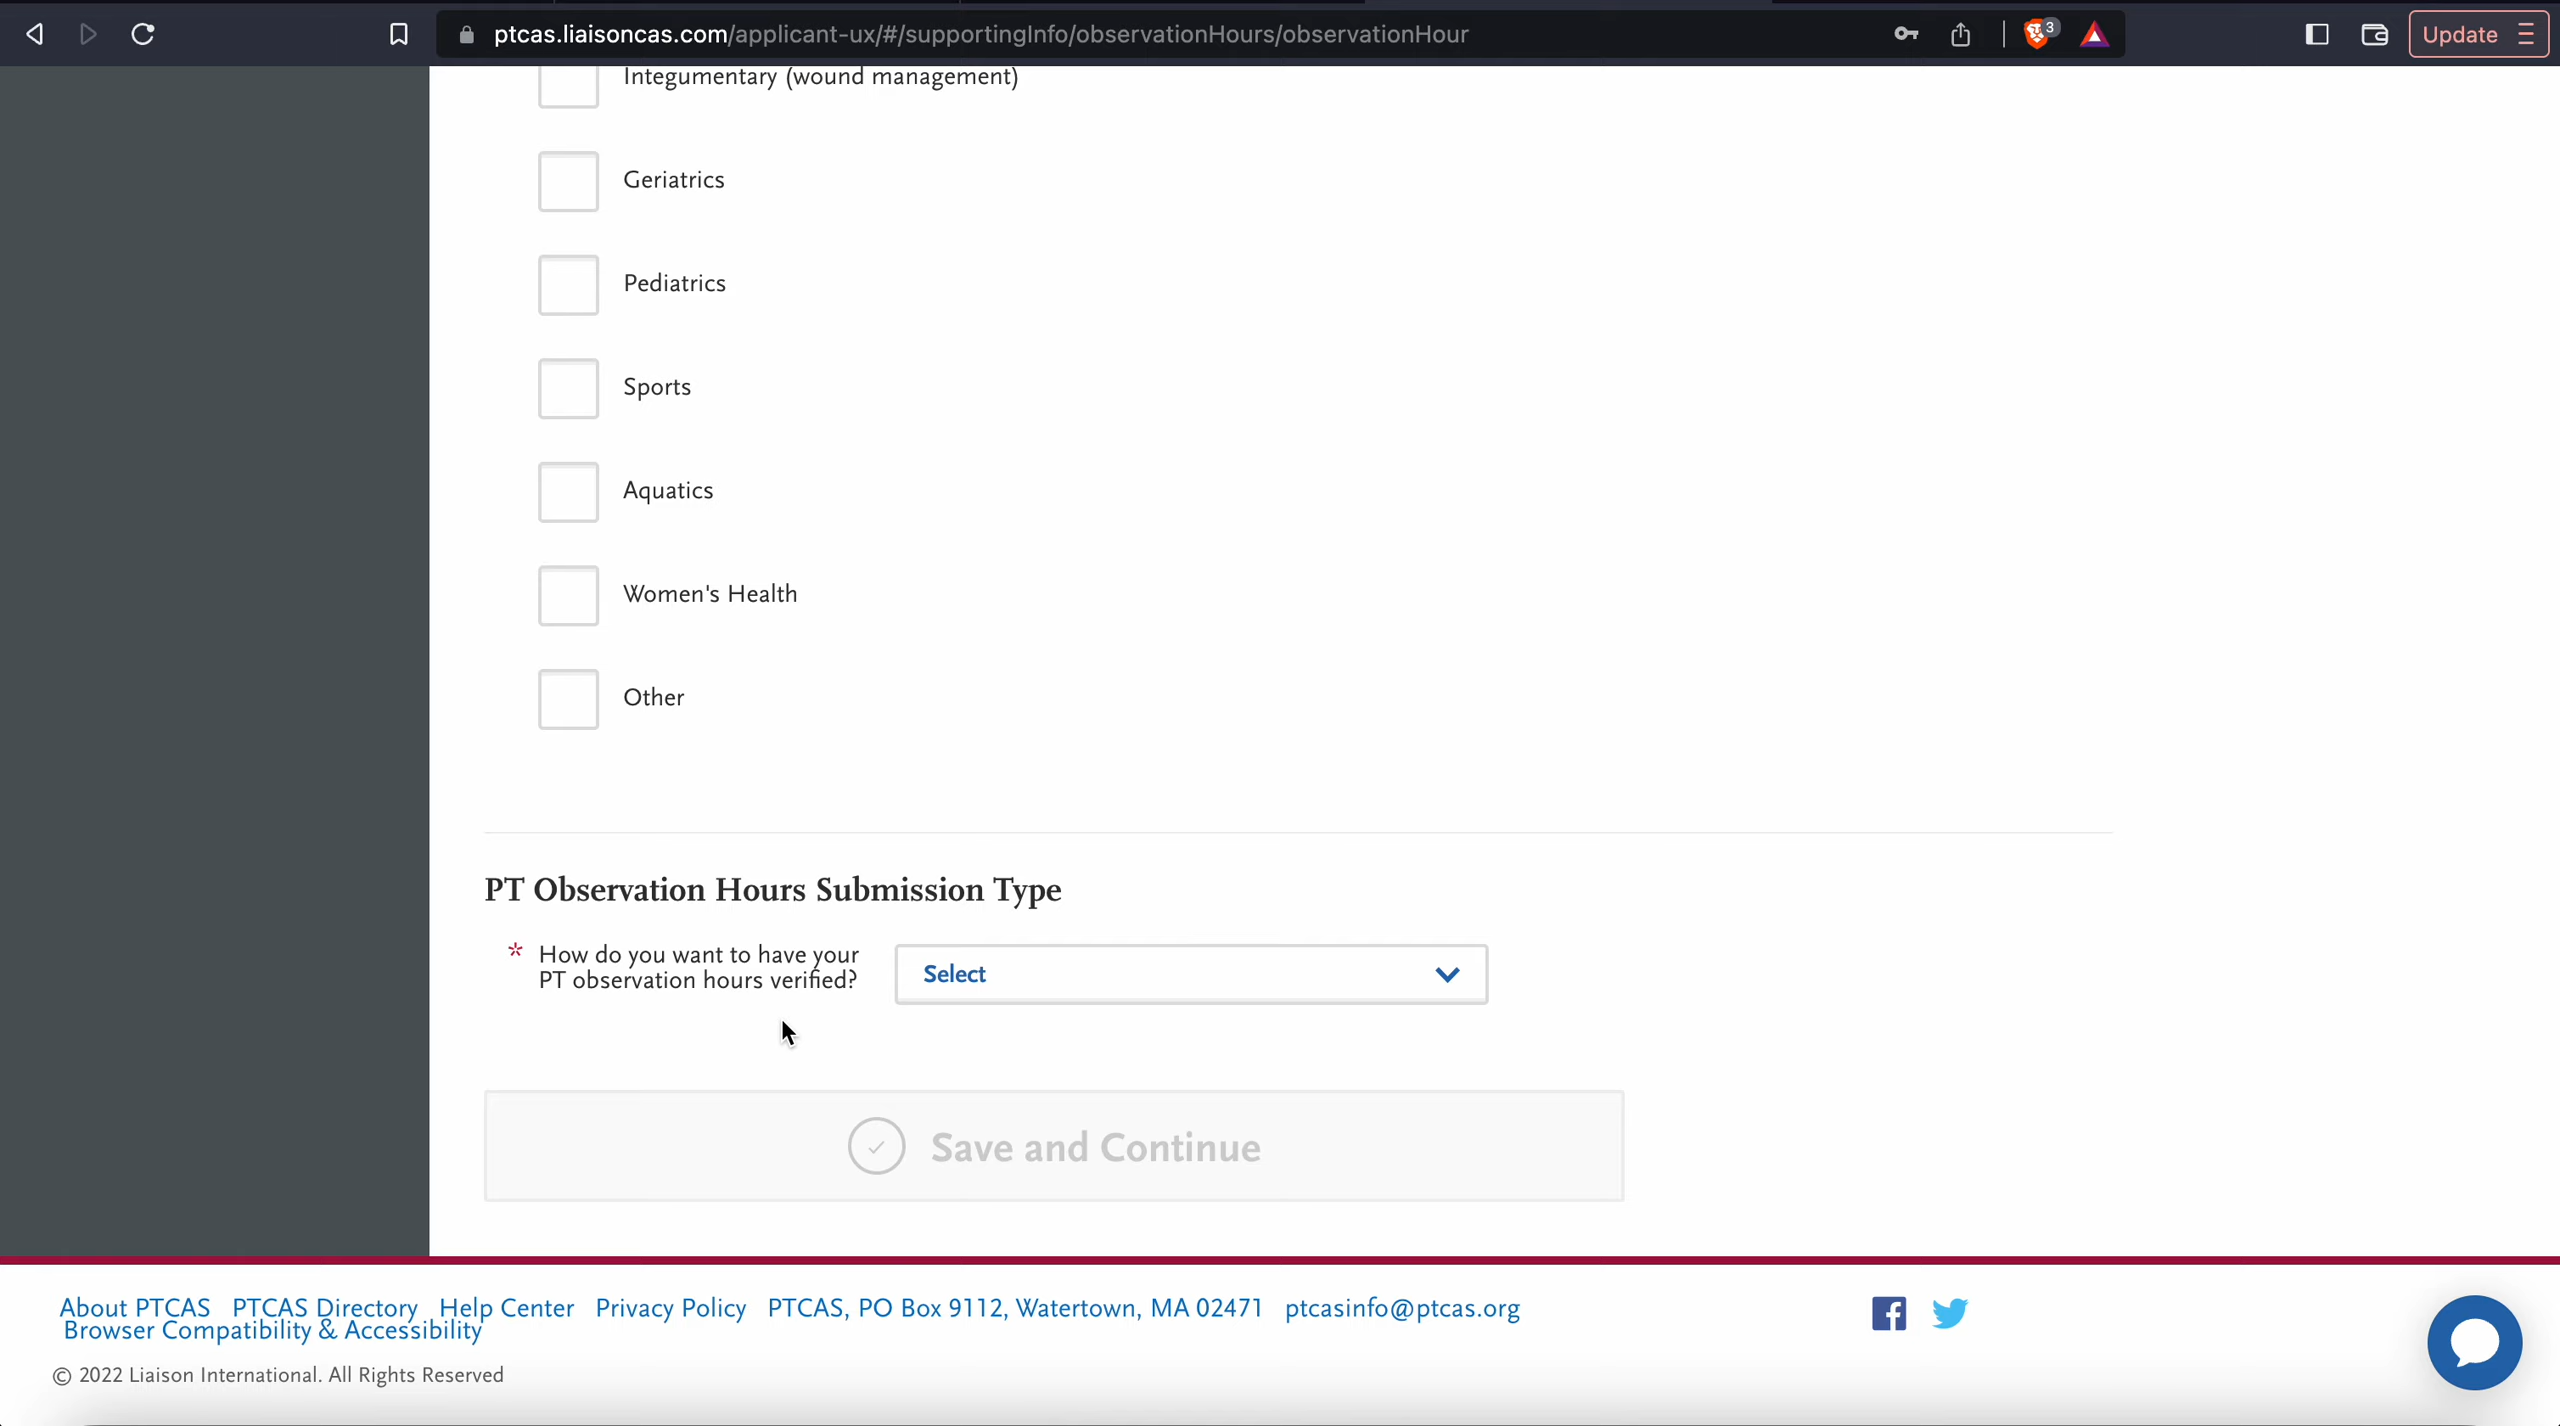 ptcas.liaisoncas.com/applicant-ux/#/supportingInfo/observationHours/observationHour
3
Update
Integumentary (wound management)
Geriatrics
Pediatrics
Sports
Aquatics
Women's Health
Other
PT Observation Hours Submission Type
* How do you want to have your
PT observation hours verified?
Select
Save and Continue
About PTCAS PTCAS Directory Help Center Privacy Policy PTCAS, PO Box 9112, Watertown, MA 02471 ptcasinfo@ptcas.org
Browser Compatibility & Accessibility
© 2022 Liaison International. All Rights Reserved